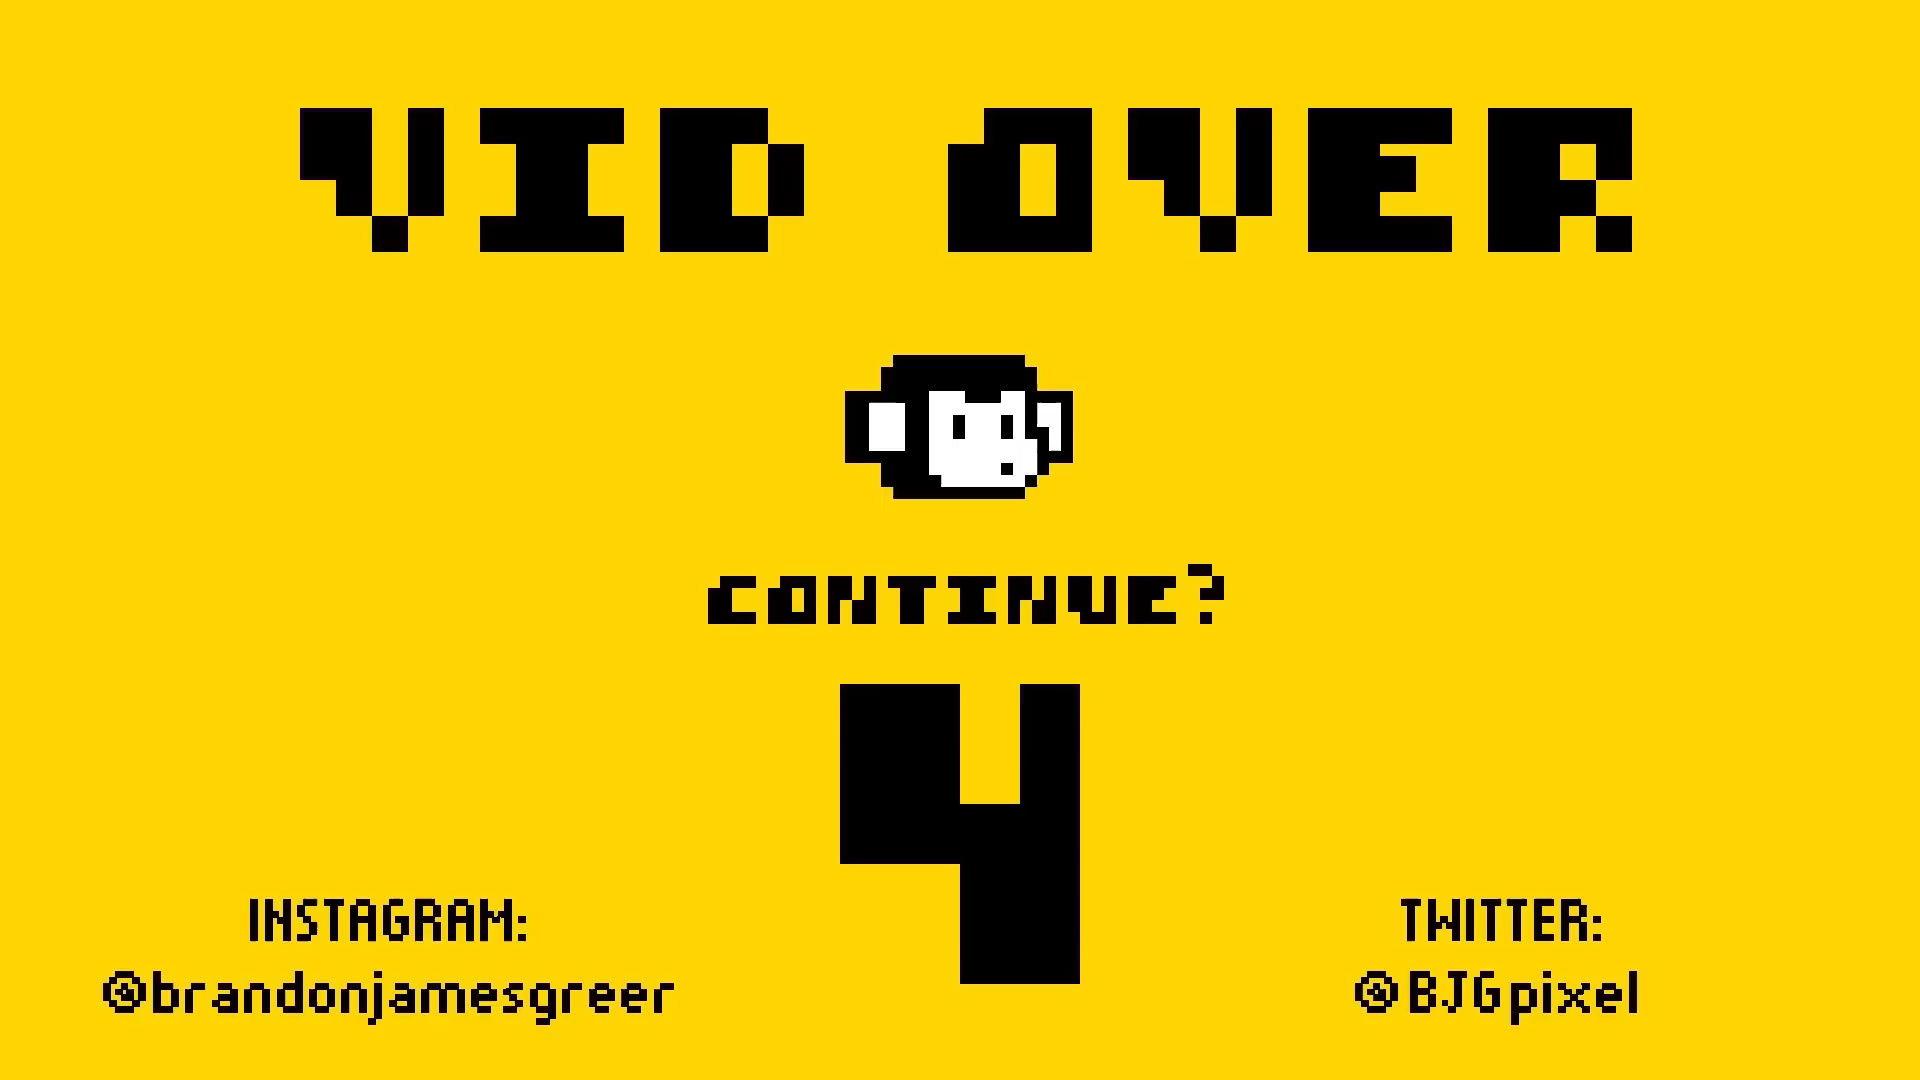 VID OVER
CONTINUE?
4
INSTAGRAM:
@brandonjamesgreer
TWITTER:
@BJGpixel